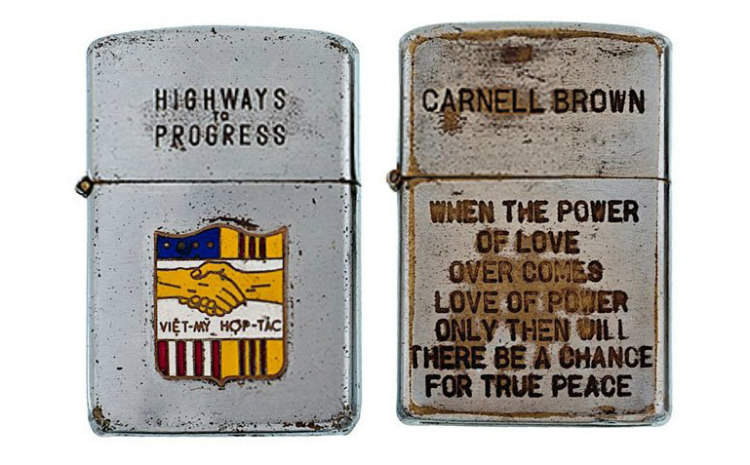 HIGHWAYS
TO
PROGRESS
VIỆT-MỸ HỢP-TÁC
CARNELL BROWN
WHEN THE POWER
OF LOVE
OVER COMES
LOVE OF POWER
ONLY THEN WILL
THERE BE A CHANCE
FOR TRUE PEACE